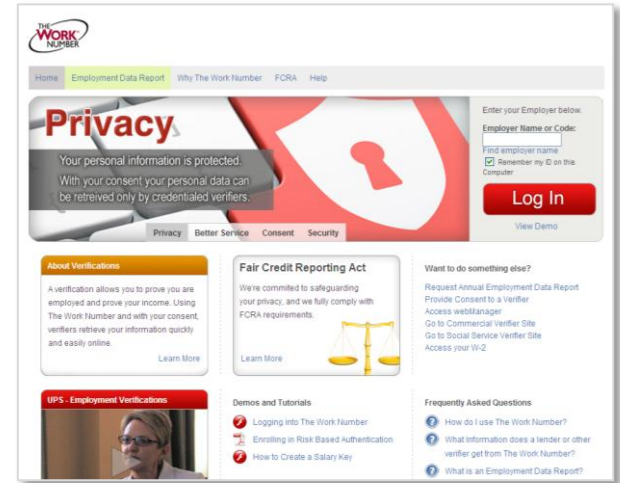 THE
WORK
NUMBER
Home Employment Data Report Why The Work Number FCRA Help
Privacy
Your personal information is protected.
With your consent your personal data can
be retreived only by credentialed verifiers.
Privacy Better Service Consent Security
Enter your Employer below.
Employer Name or Code:
Find employer name
Remember my ID on this
Computer
Log In
View Demo
About Verifications
A verification allows you to prove you are
employed and prove your income. Using
The Work Number and with your consent,
verifiers retrieve your information quickly
and easily online.
Learn More
Fair Credit Reporting Act
We're committed to safeguarding
your privacy, and we fully comply with
FCRA requirements.
Learn More
Want to do something else?
Request Annual Employment Data Report
Provide Consent to a Verifier
Access webManager
Go to Commercial Verifier Site
Go to Social Service Verifier Site
Access your W-2
UPS - Employment Verifications
Demos and Tutorials
Logging into The Work Number
Enrolling in Risk Based Authentication
How to Create a Salary Key
Frequently Asked Questions
How do I use The Work Number?
What Information does a lender or other
verifier get from The Work Number?
What is an Employment Data Report?